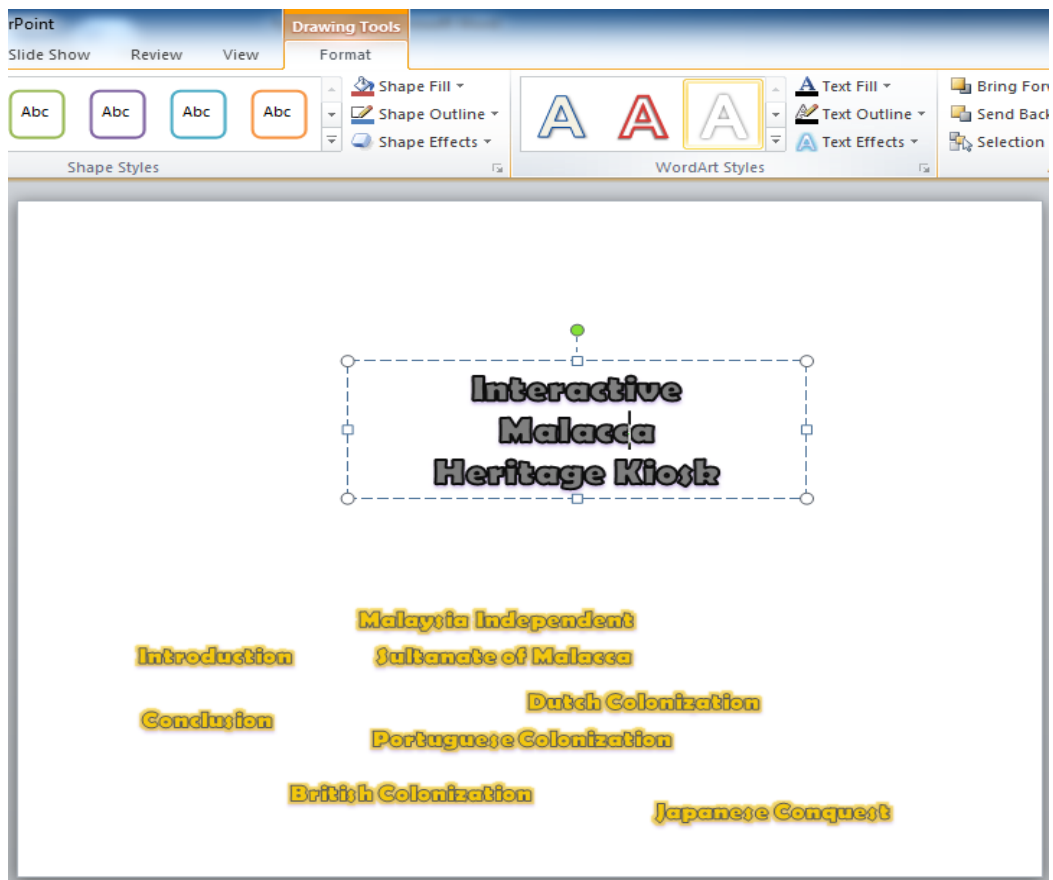 rPoint
Drawing Tools
Slide Show Review View Format
Abc Abc Abc Abc
Shape Fill
Shape Outline
Shape Effects
Shape Styles
A A A
Text Fill
Text Outline
Text Effects
WordArt Styles
Bring For
Send Back
Selection
Interactive
Malacca
Heritage Kiosk
Malaysia Independent
Introduction
Sultanate of Malacca
Dutch Colonization
Conclusion
Portuguese Colonization
British Colonization
Japanese Conquest